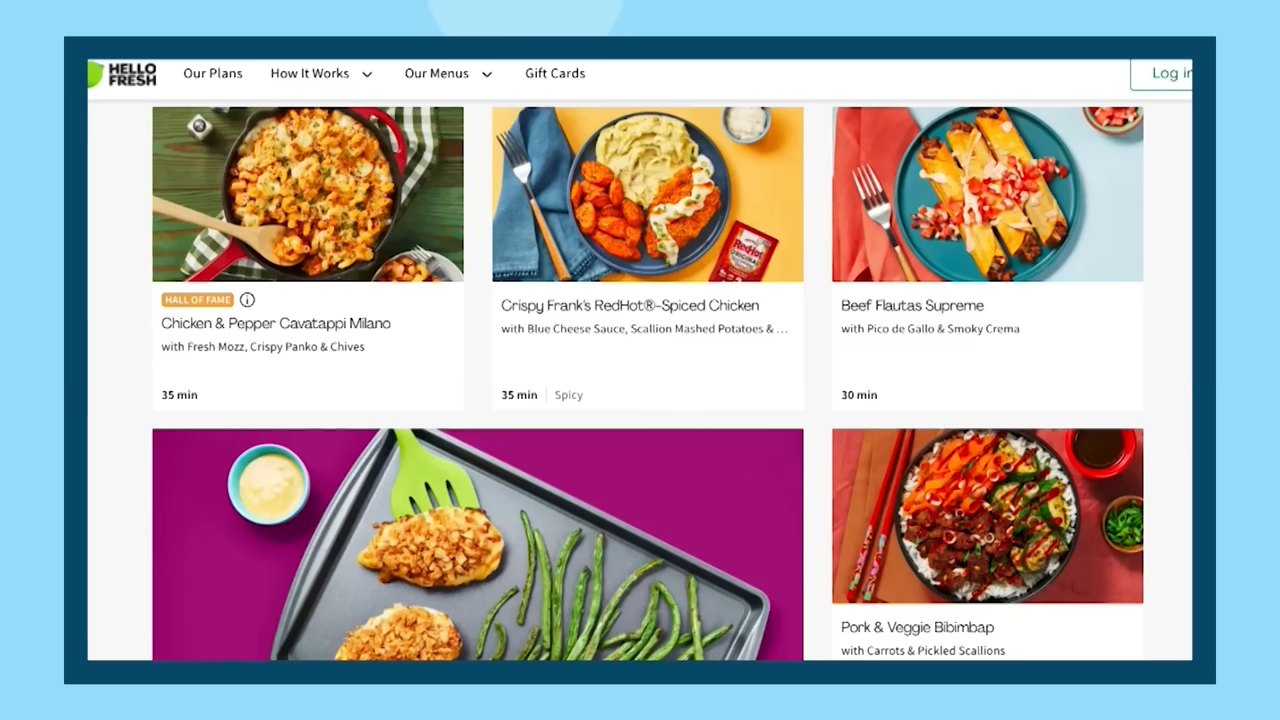 HELLO
FRESH
Our Plans
How It Works
Our Menus
Gift Cards
Log in
HALL OF FAME
Chicken & Pepper Cavatappi Milano
with Fresh Mozz, Crispy Panko & Chives
35 min
RedHot
ORIGINAL
Crispy Frank's RedHot®-Spiced Chicken
with Blue Cheese Sauce, Scallion Mashed Potatoes & ...
35 min
Spicy
Beef Flautas Supreme
with Pico de Gallo & Smoky Crema
30 min
Pork & Veggie Bibimbap
with Carrots & Pickled Scallions